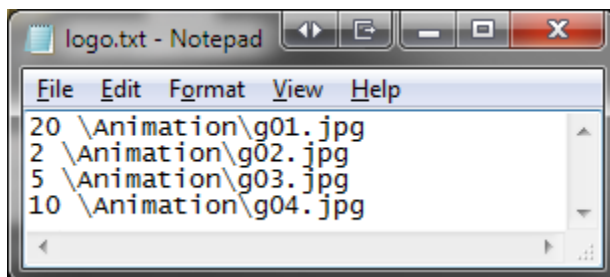 logo.txt - Notepad
File Edit Format View Help
20 \Animation\g01.jpg
2 \Animation\g02.jpg
5 \Animation\g03.jpg
10 \Animation\g04.jpg